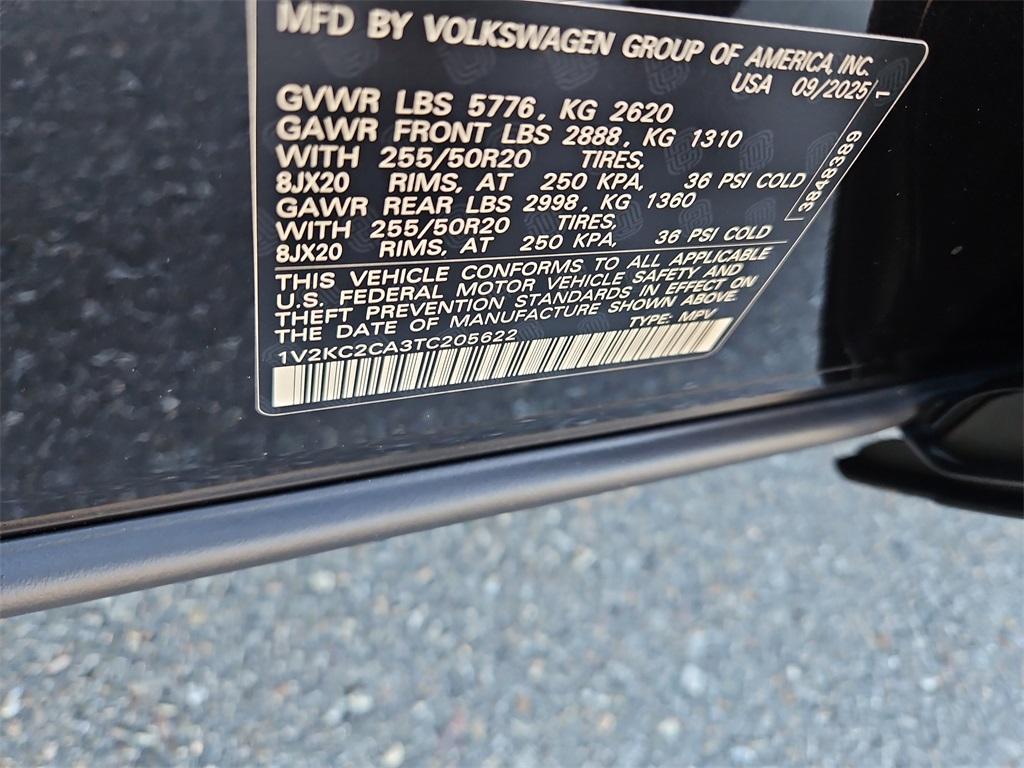 MFD BY VOLKSWAGEN GROUP OF AMERICA, INC.
USA 09/2025
1
GVWR LBS 5776, KG 2620
GAWR FRONT LBS 2888, KG 1310
WITH 255/50R20 TIRES,
8JX20 RIMS, AT 250 KPA, 36 PSI COLD
GAWR REAR LBS 2998, KG 1360
WITH 255/50R20 TIRES,
8JX20 RIMS, AT 250 KPA, 36 PSI COLD
3848389
THIS VEHICLE CONFORMS TO ALL APPLICABLE
U.S. FEDERAL MOTOR VEHICLE SAFETY AND
THEFT PREVENTION STANDARDS IN EFFECT ON
THE DATE OF MANUFACTURE SHOWN ABOVE.
1V2KC2CA3TC205622 TYPE: MPV